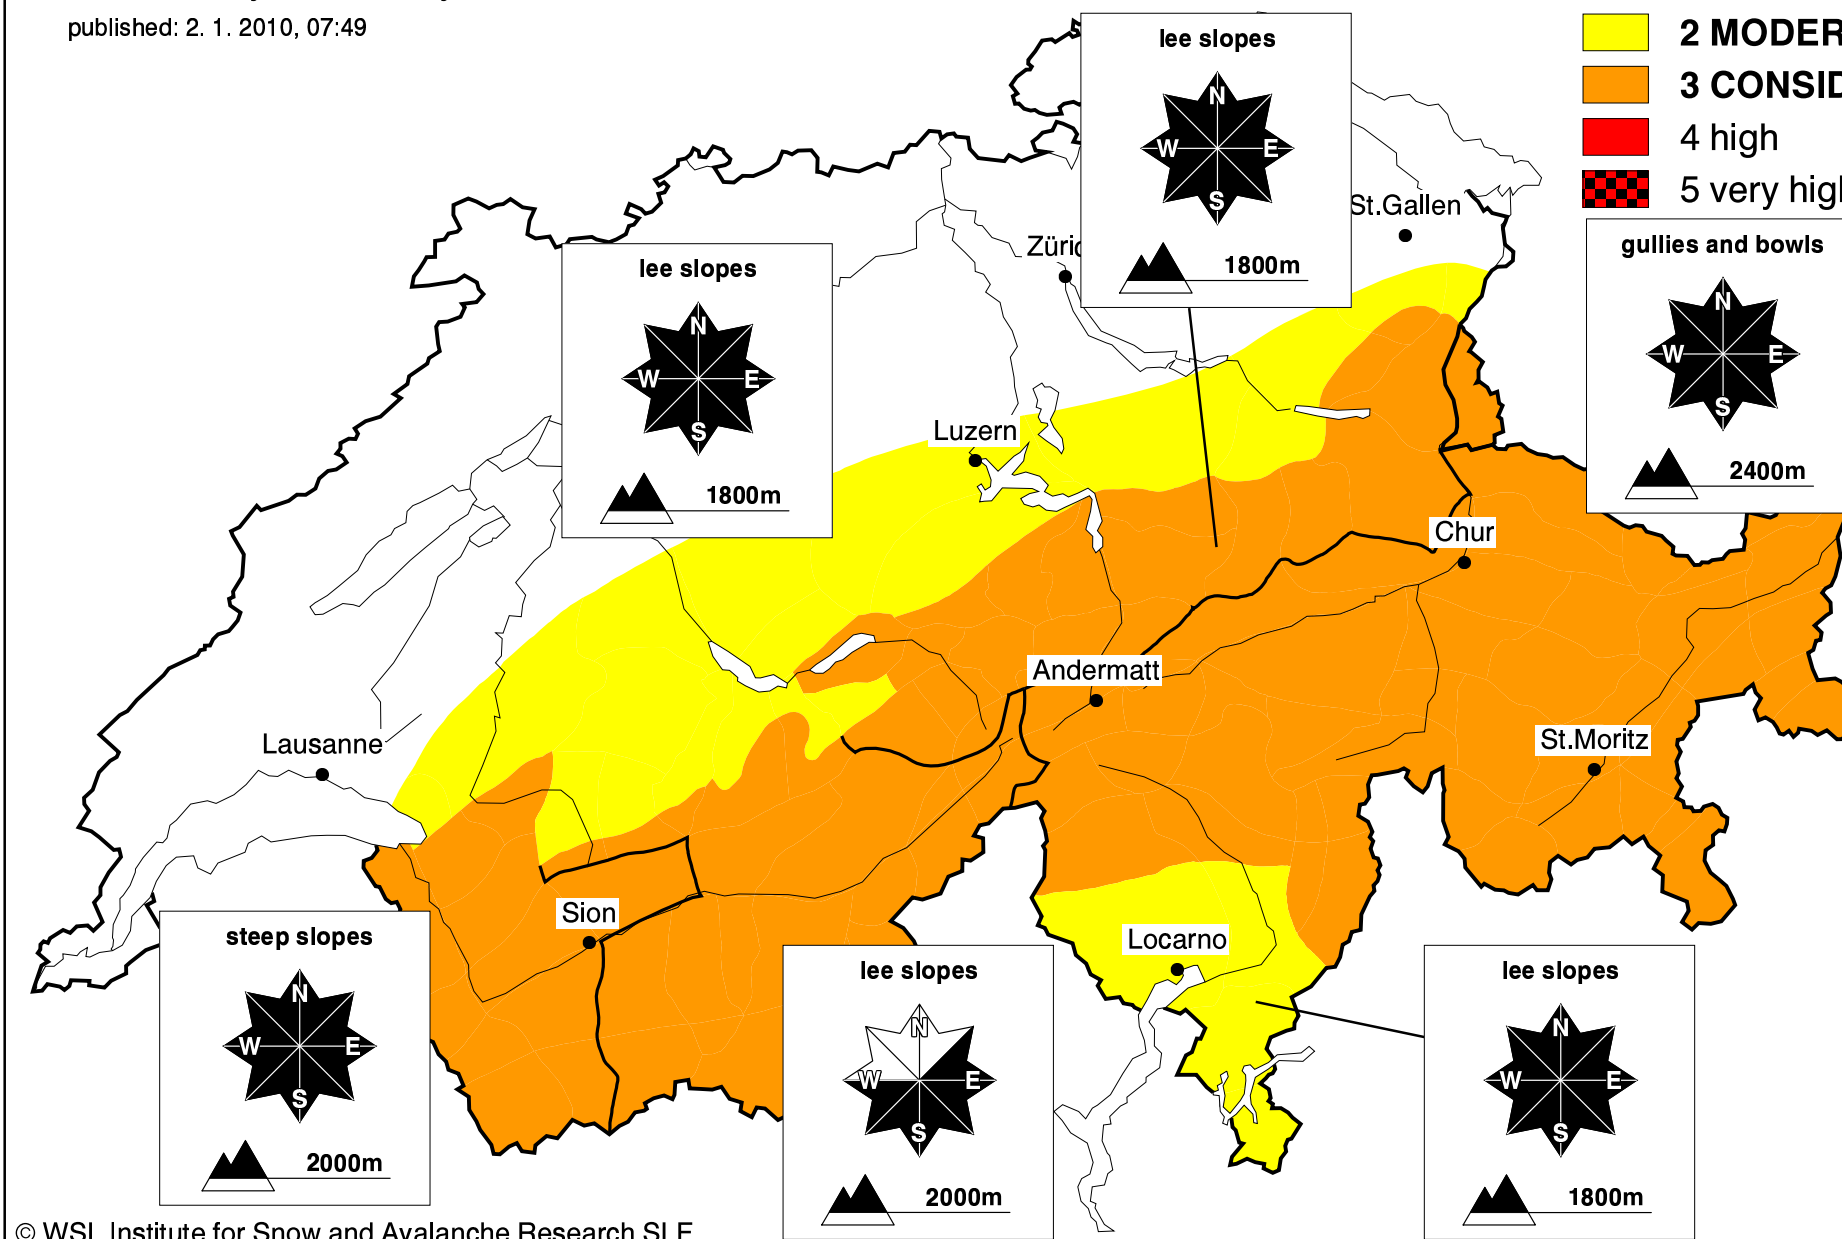 published: 2. 1. 2010, 07:49
2 MODER
3 CONSID
4 high
5 very high
lee slopes
N
W E
S
1800m
St.Gallen
Züric
gullies and bowls
N
W E
S
2400m
lee slopes
N
W E
S
1800m
Luzern
Chur
Andermatt
Lausanne
St.Moritz
Sion
Locarno
steep slopes
N
W E
S
2000m
lee slopes
N
W E
S
2000m
lee slopes
N
W E
S
1800m
© WSL Institute for Snow and Avalanche Research SLF